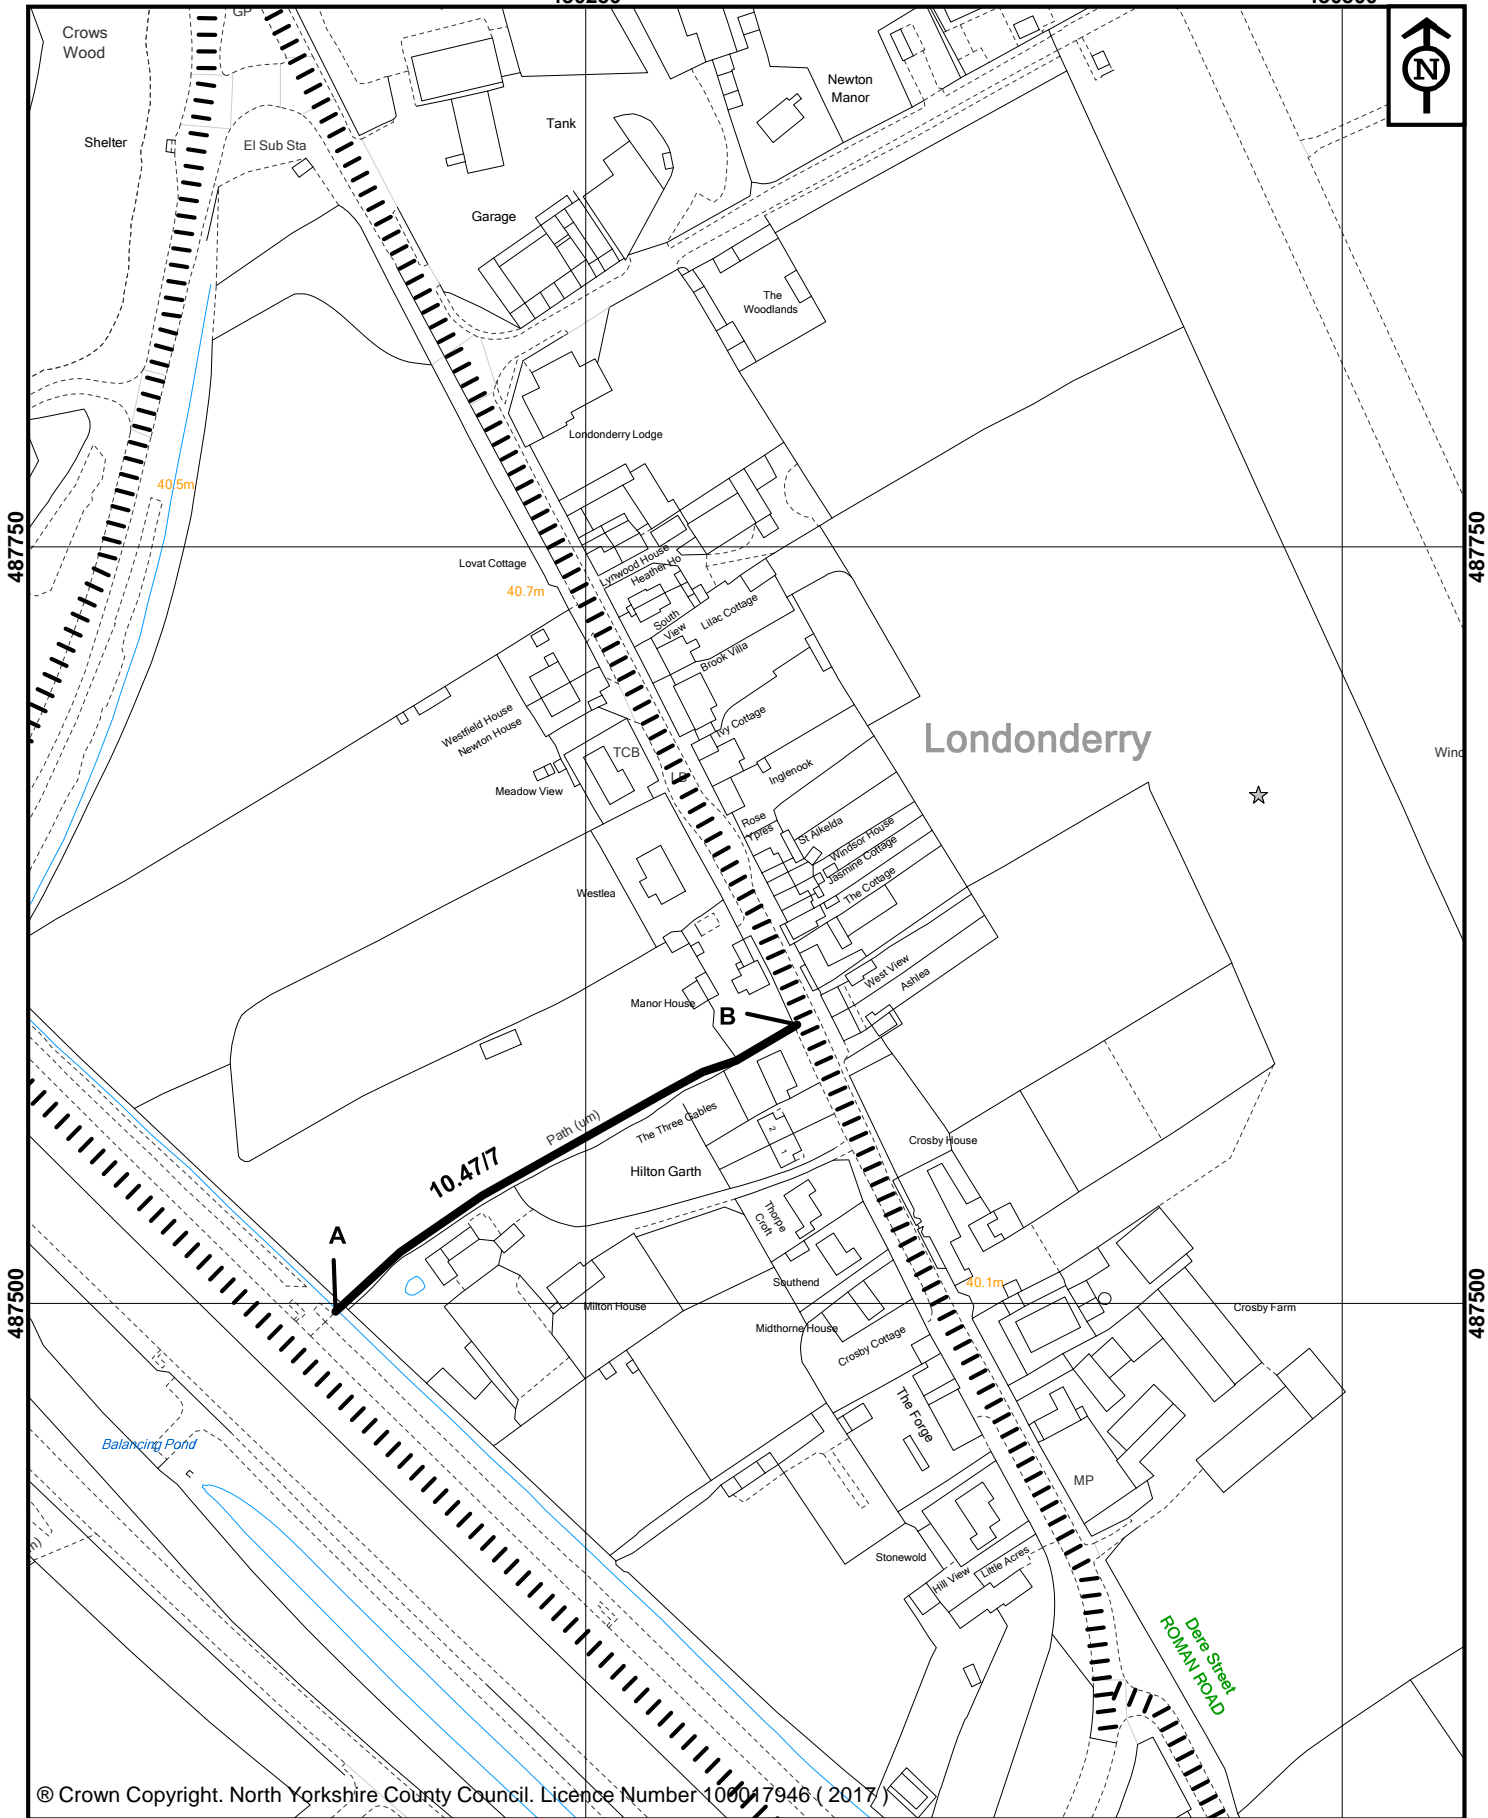 Crows
Wood
GP
N
Newton
Manor
Tank
Shelter
El Sub Sta
Garage
The
Woodlands
Londonderry Lodge
40.5m
487750
487750
Lovat Cottage
Lynwood House
Heather Ho
40.7m
South
View
Lilac Cottage
Brook Villa
Westfield House
Newton House
Ivy Cottage
Londonderry
TCB
LB
Inglenook
Meadow View
Rose
Ypres
St Alkelda
Windsor House
Jasmine Cottage
The Cottage
Westlea
West View
Ashlea
Manor House
B
Path (um)
The Three Gables
2
1
Crosby House
10.47/7
Hilton Garth
Thorpe
Croft
A
Southend
40.1m
487500
487500
Milton House
Midthorne House
Crosby Farm
Crosby Cottage
The Forge
Balancing Pond
MP
Stonewold
Hill View
Little Acres
Dere Street
ROMAN ROAD
® Crown Copyright. North Yorkshire County Council. Licence Number 100017946 ( 2017 )